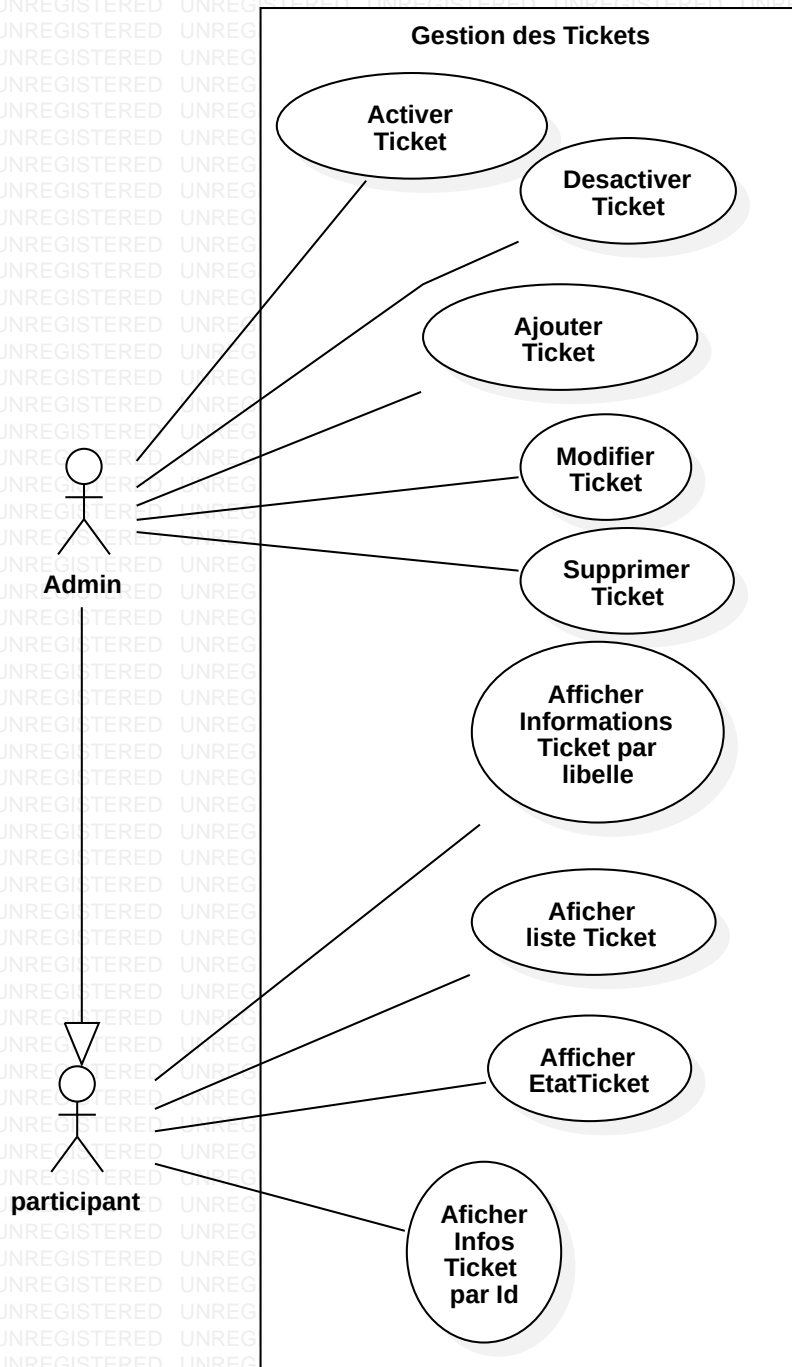 Gestion des Tickets
Activer
Ticket
Desactiver
Ticket
Ajouter
Ticket
Modifier
Ticket
Supprimer
Ticket
Admin
Afficher
Informations
Ticket par
libelle
Aficher
liste Ticket
Afficher
EtatTicket
participant
Aficher
Infos
Ticket
par Id
UNREGISTERED